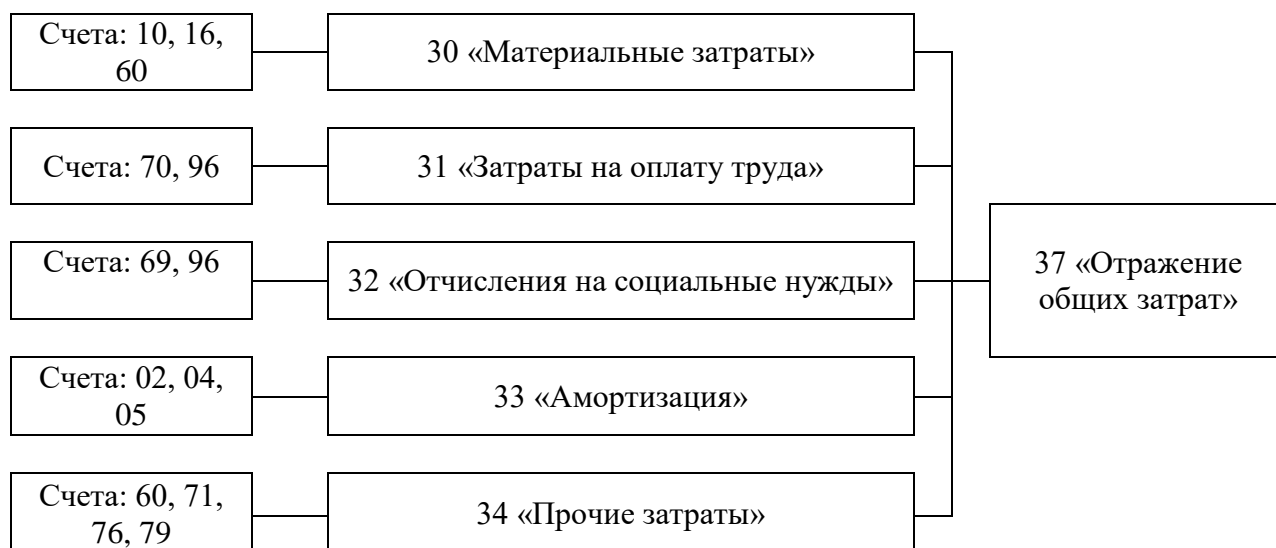 Счета: 10, 16,
60
30 «Материальные затраты»
Счета: 70, 96
31 «Затраты на оплату труда»
Счета: 69, 96
32 «Отчисления на социальные нужды»
37 «Отражение
общих затрат»
Счета: 02, 04,
05
33 «Амортизация»
Счета: 60, 71,
76, 79
34 «Прочие затраты»